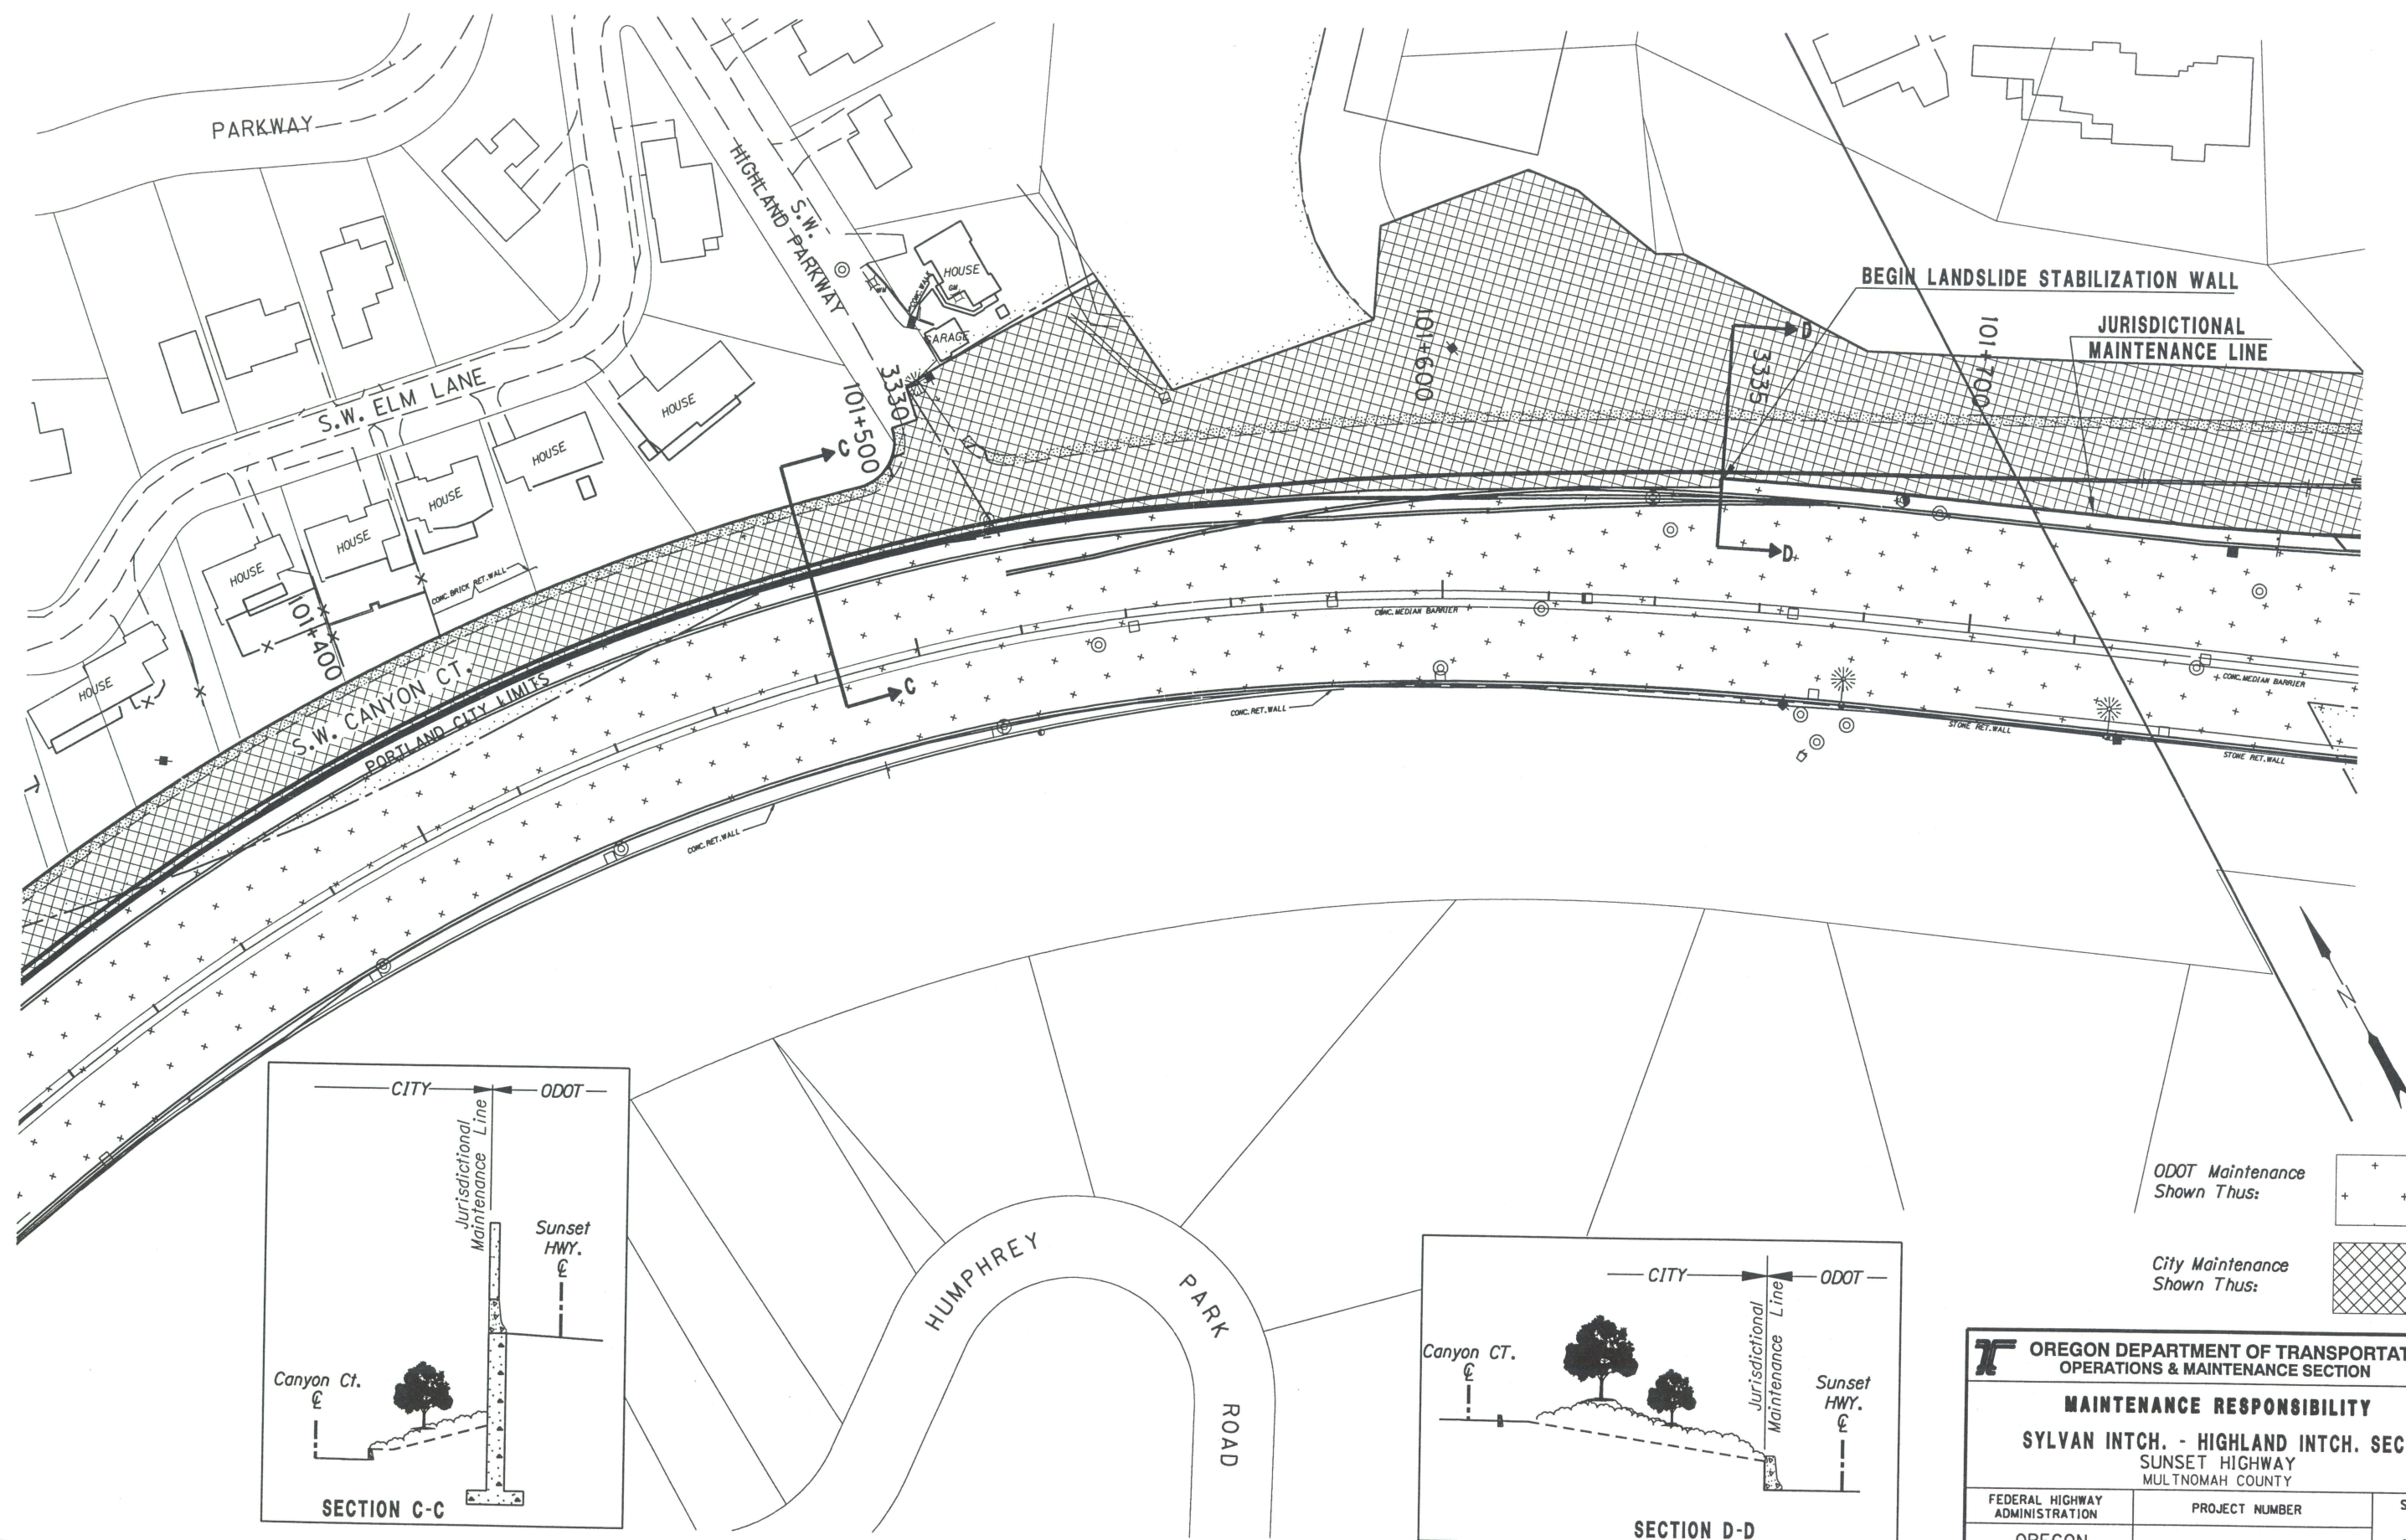 PARKWAY
S.W.
HIGHLAND PARKWAY
HOUSE
GARAGE
S.W. ELM LANE
HOUSE
HOUSE
HOUSE
HOUSE
HOUSE
HOUSE
CONC. BRICK RET. WALL
101+400
101+500
3330
101+600
3335
101+700
C
C
D
D
BEGIN LANDSLIDE STABILIZATION WALL
JURISDICTIONAL
MAINTENANCE LINE
S.W. CANYON CT.
PORTLAND CITY LIMITS
CONC. MEDIAN BARRIER
CONC. MEDIAN BARRIER
CONC. RET. WALL
CONC. RET. WALL
STONE RET. WALL
STONE RET. WALL
N
HUMPHREY
PARK
ROAD
CITY
ODOT
Jurisdictional
Maintenance Line
Sunset
HWY.
℄
Canyon Ct.
℄
SECTION C-C
CITY
ODOT
Jurisdictional
Maintenance Line
Canyon CT.
℄
Sunset
HWY.
℄
SECTION D-D
ODOT Maintenance
Shown Thus:
City Maintenance
Shown Thus:
OREGON DEPARTMENT OF TRANSPORTAT
OPERATIONS & MAINTENANCE SECTION
MAINTENANCE RESPONSIBILITY
SYLVAN INTCH. - HIGHLAND INTCH. SEC
SUNSET HIGHWAY
MULTNOMAH COUNTY
FEDERAL HIGHWAY
ADMINISTRATION
PROJECT NUMBER
OREGON